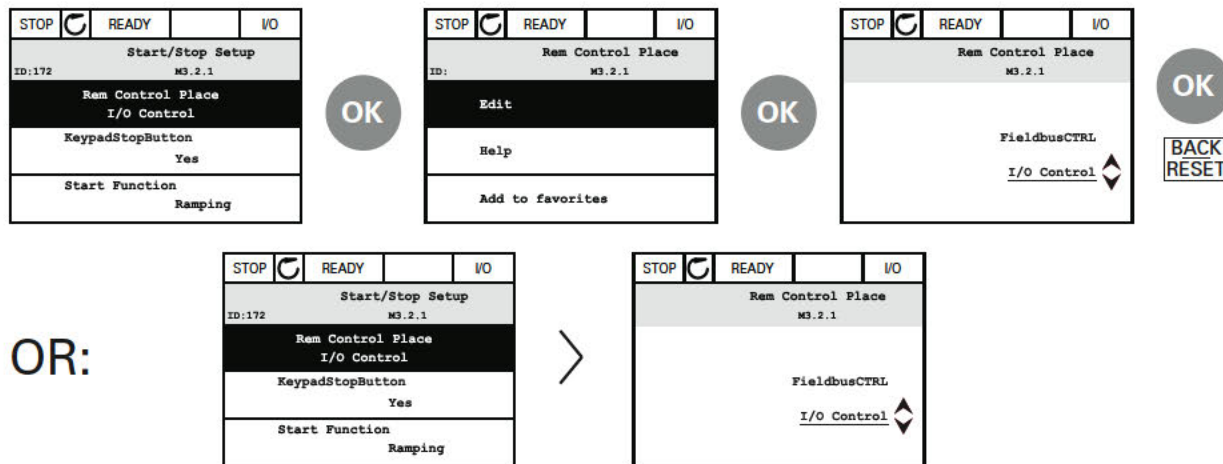 STOP READY I/O
Start/Stop Setup
ID:172 M3.2.1
Rem Control Place
I/O Control
KeypadStopButton
Yes
Start Function
Ramping
OK
STOP READY I/O
Rem Control Place
ID: M3.2.1
Edit
Help
Add to favorites
OK
STOP READY I/O
Rem Control Place
M3.2.1
FieldbusCTRL
I/O Control
OK
BACK
RESET
OR:
STOP READY I/O
Start/Stop Setup
ID:172 M3.2.1
Rem Control Place
I/O Control
KeypadStopButton
Yes
Start Function
Ramping
STOP READY I/O
Rem Control Place
M3.2.1
FieldbusCTRL
I/O Control